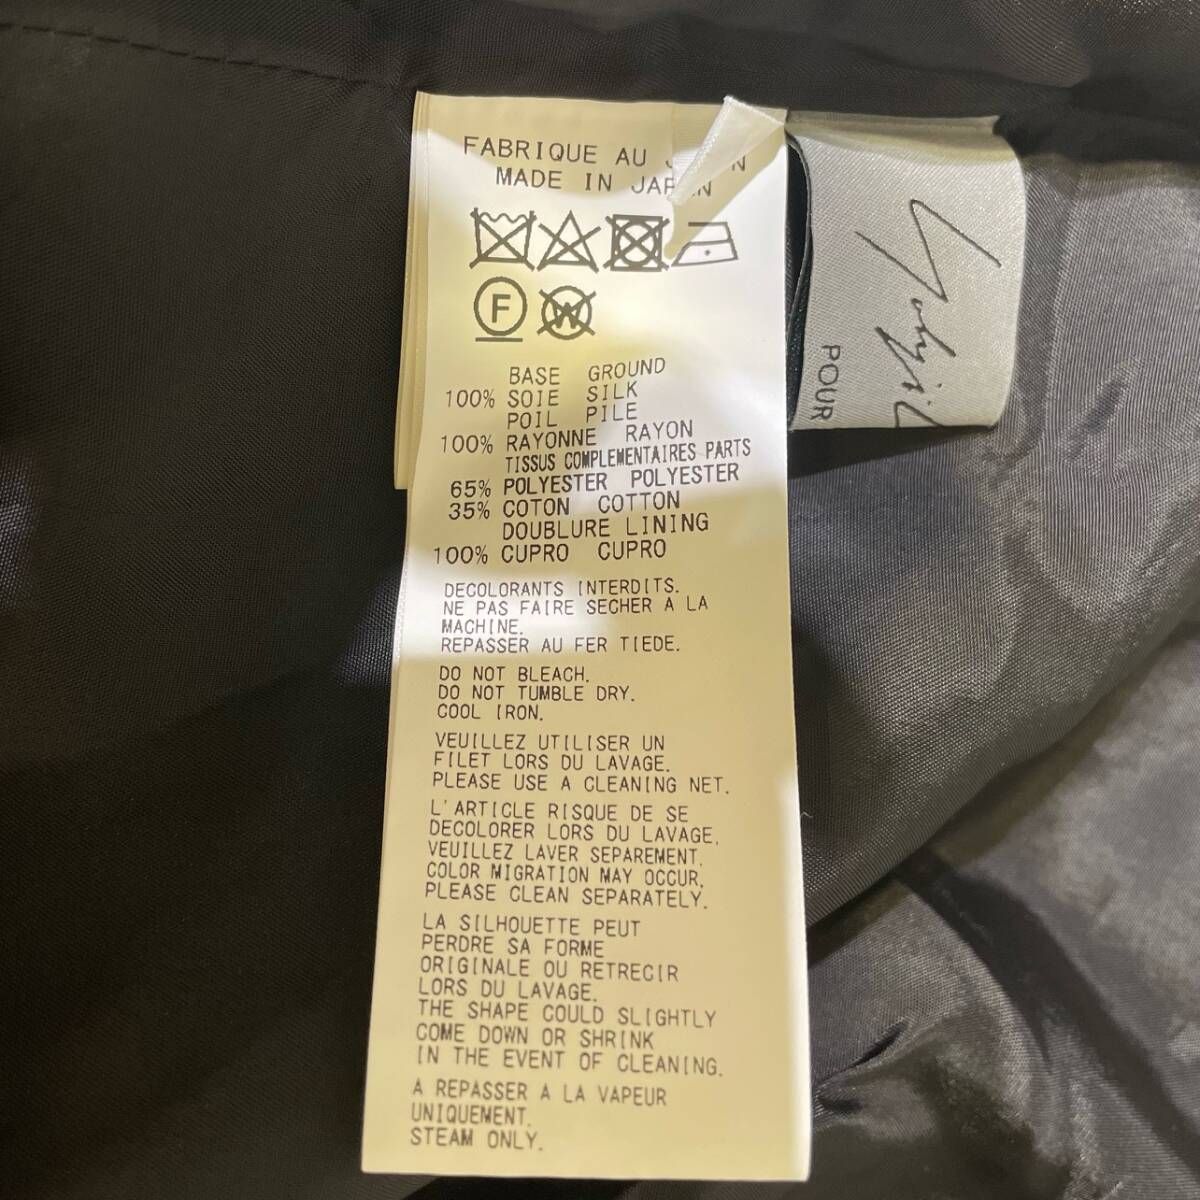 FABRIQUE AU
MADE IN JAPAN
F
W
BASE GROUND
100% SOIE SILK
POIL PILE
100% RAYONNE RAYON
TISSUS COMPLEMENTAIRES PARTS
65% POLYESTER POLYESTER
35% COTON COTTON
DOUBLURE LINING
100% CUPRO CUPRO
DECOLORANTS INTERDITS.
NE PAS FAIRE SECHER A LA
MACHINE.
REPASSER AU FER TIEDE.
DO NOT BLEACH.
DO NOT TUMBLE DRY.
COOL IRON.
VEUILLEZ UTILISER UN
FILET LORS DU LAVAGE.
PLEASE USE A CLEANING NET.
L'ARTICLE RISQUE DE SE
DECOLORER LORS DU LAVAGE.
VEUILLEZ LAVER SEPAREMENT.
COLOR MIGRATION MAY OCCUR.
PLEASE CLEAN SEPARATELY.
LA SILHOUETTE PEUT
PERDRE SA FORME
ORIGINALE OU RETRECIR
LORS DU LAVAGE.
THE SHAPE COULD SLIGHTLY
COME DOWN OR SHRINK
IN THE EVENT OF CLEANING.
A REPASSER A LA VAPEUR
UNIQUEMENT.
STEAM ONLY.
POUR